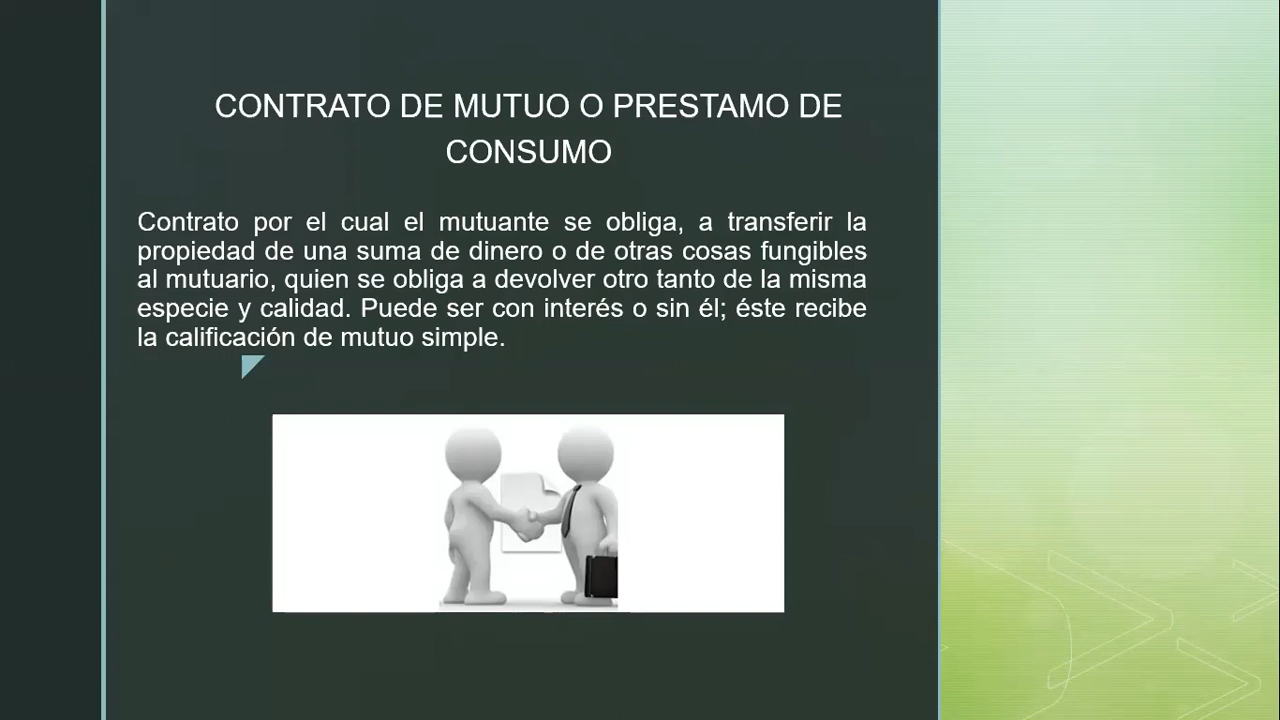 CONTRATO DE MUTUO O PRESTAMO DE
CONSUMO
Contrato por el cual el mutuante se obliga, a transferir la
propiedad de una suma de dinero o de otras cosas fungibles
al mutuario, quien se obliga a devolver otro tanto de la misma
especie y calidad. Puede ser con interés o sin él; éste recibe
la calificación de mutuo simple.